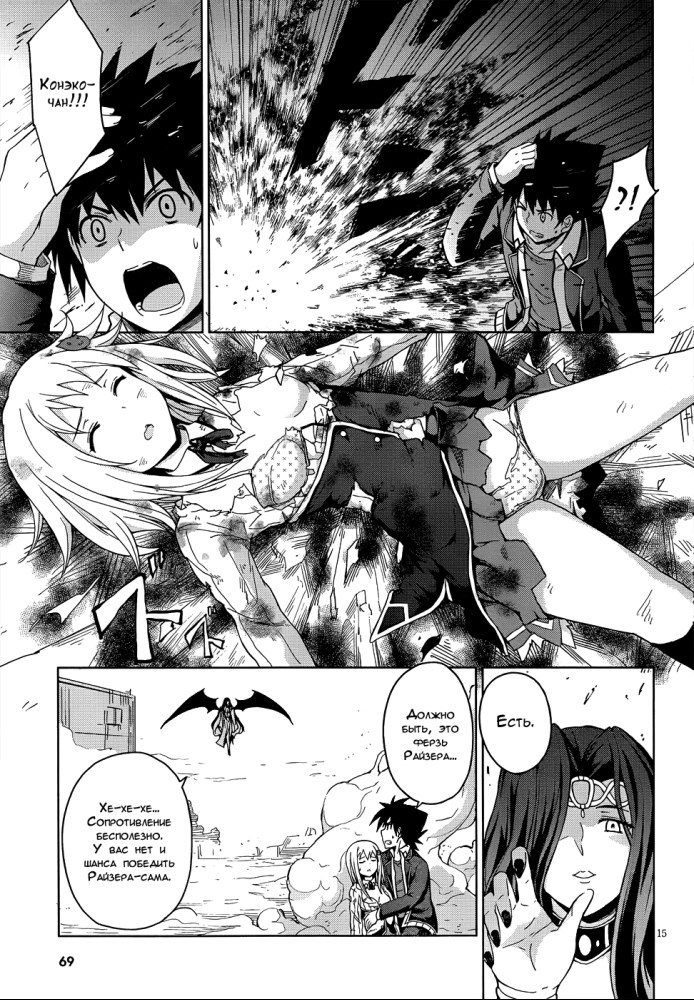 ?!
Конэко-
чан!!!
Есть.
Должно
быть, это
ферзь
Райзера...
Хе-хе-хе...
Сопротивление
бесполезно.
У вас нет и
шанса победить
Райзера-сама.
15
69